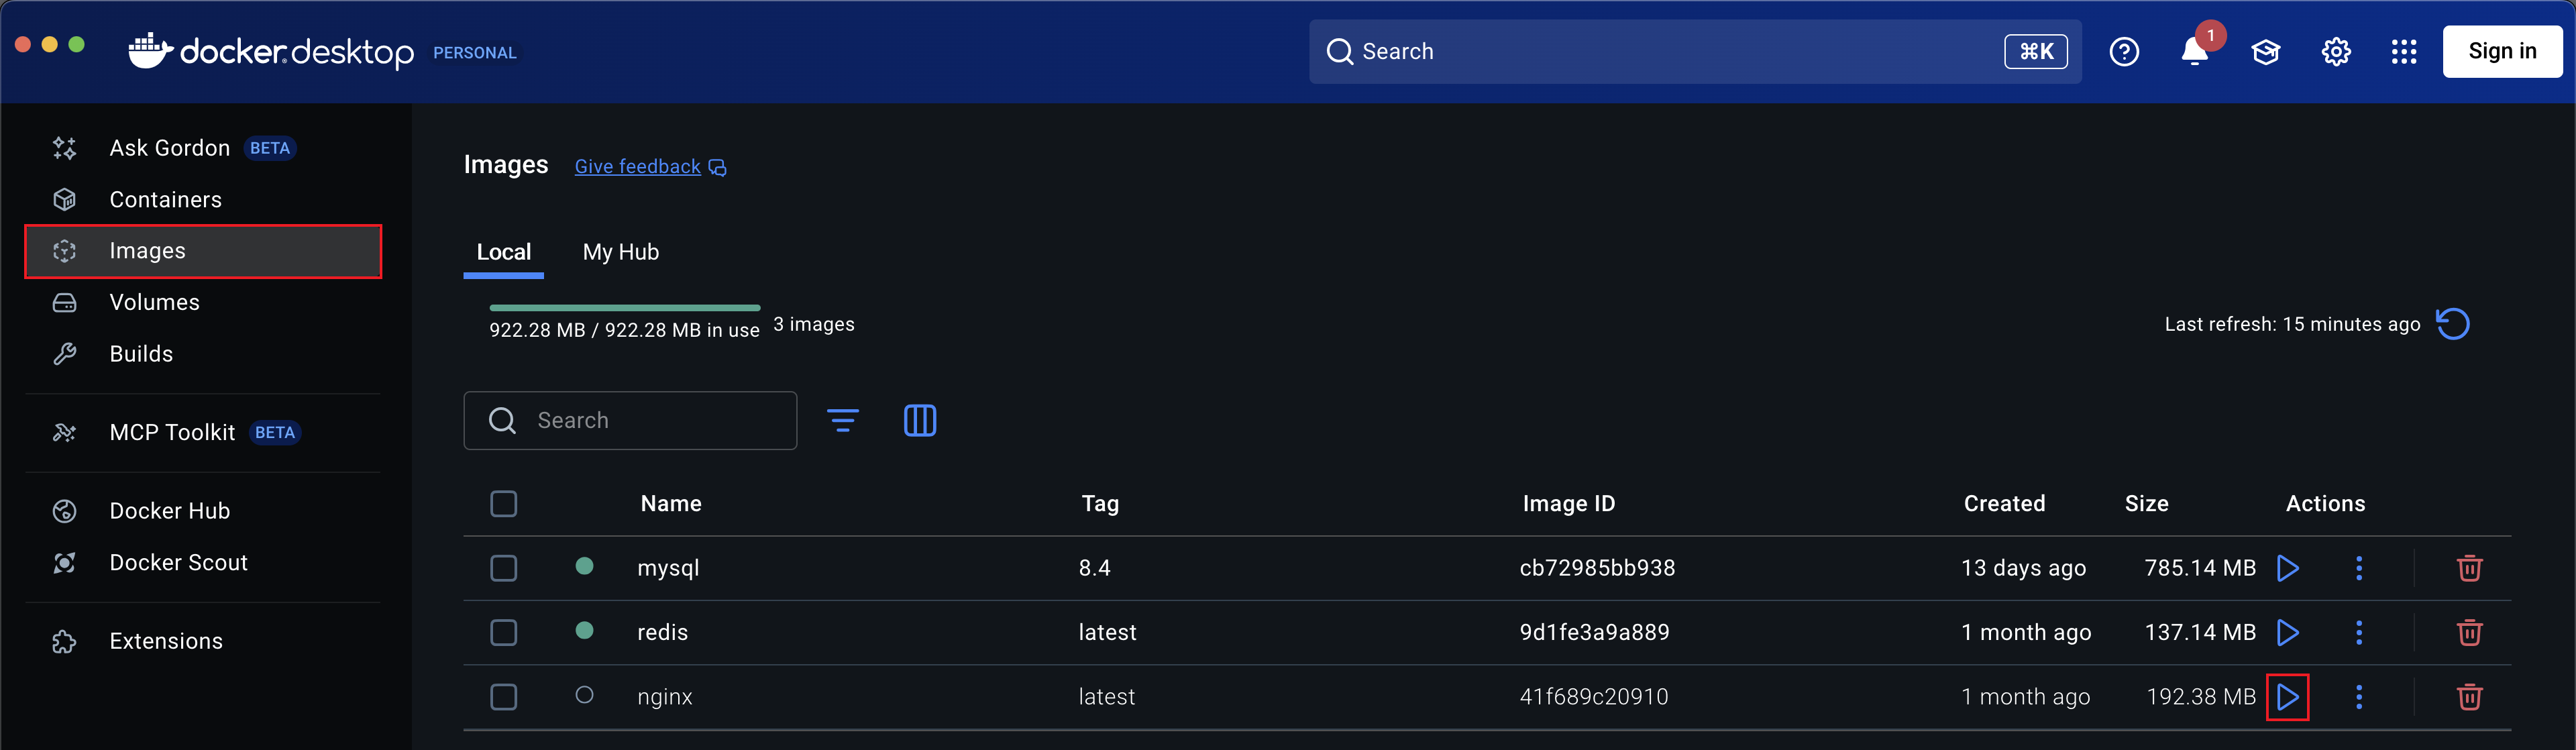 docker desktop PERSONAL
Search ⌘K
1
Sign in
Ask Gordon BETA
Containers
Images
Volumes
Builds
MCP Toolkit BETA
Docker Hub
Docker Scout
Extensions
Images Give feedback
Local My Hub
922.28 MB / 922.28 MB in use 3 images
Last refresh: 15 minutes ago
Search
Name Tag Image ID Created Size Actions
mysql 8.4 cb72985bb938 13 days ago 785.14 MB
redis latest 9d1fe3a9a889 1 month ago 137.14 MB
nginx latest 41f689c20910 1 month ago 192.38 MB